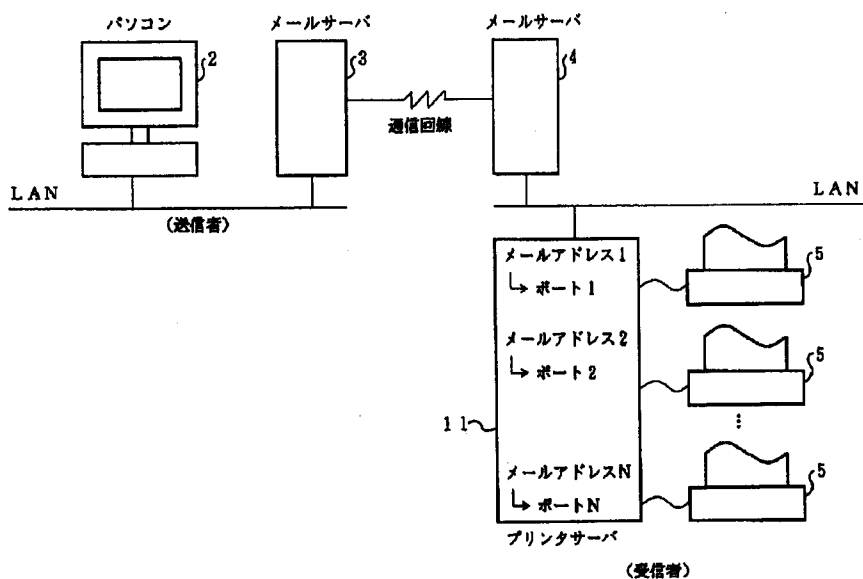 パソコン
2
メールサーバ
3
メールサーバ
4
通信回線
LAN
(送信者)
LAN
メールアドレス1
ポート1
5
メールアドレス2
ポート2
5
11
メールアドレスN
ポートN
5
プリンタサーバ
(受信者)